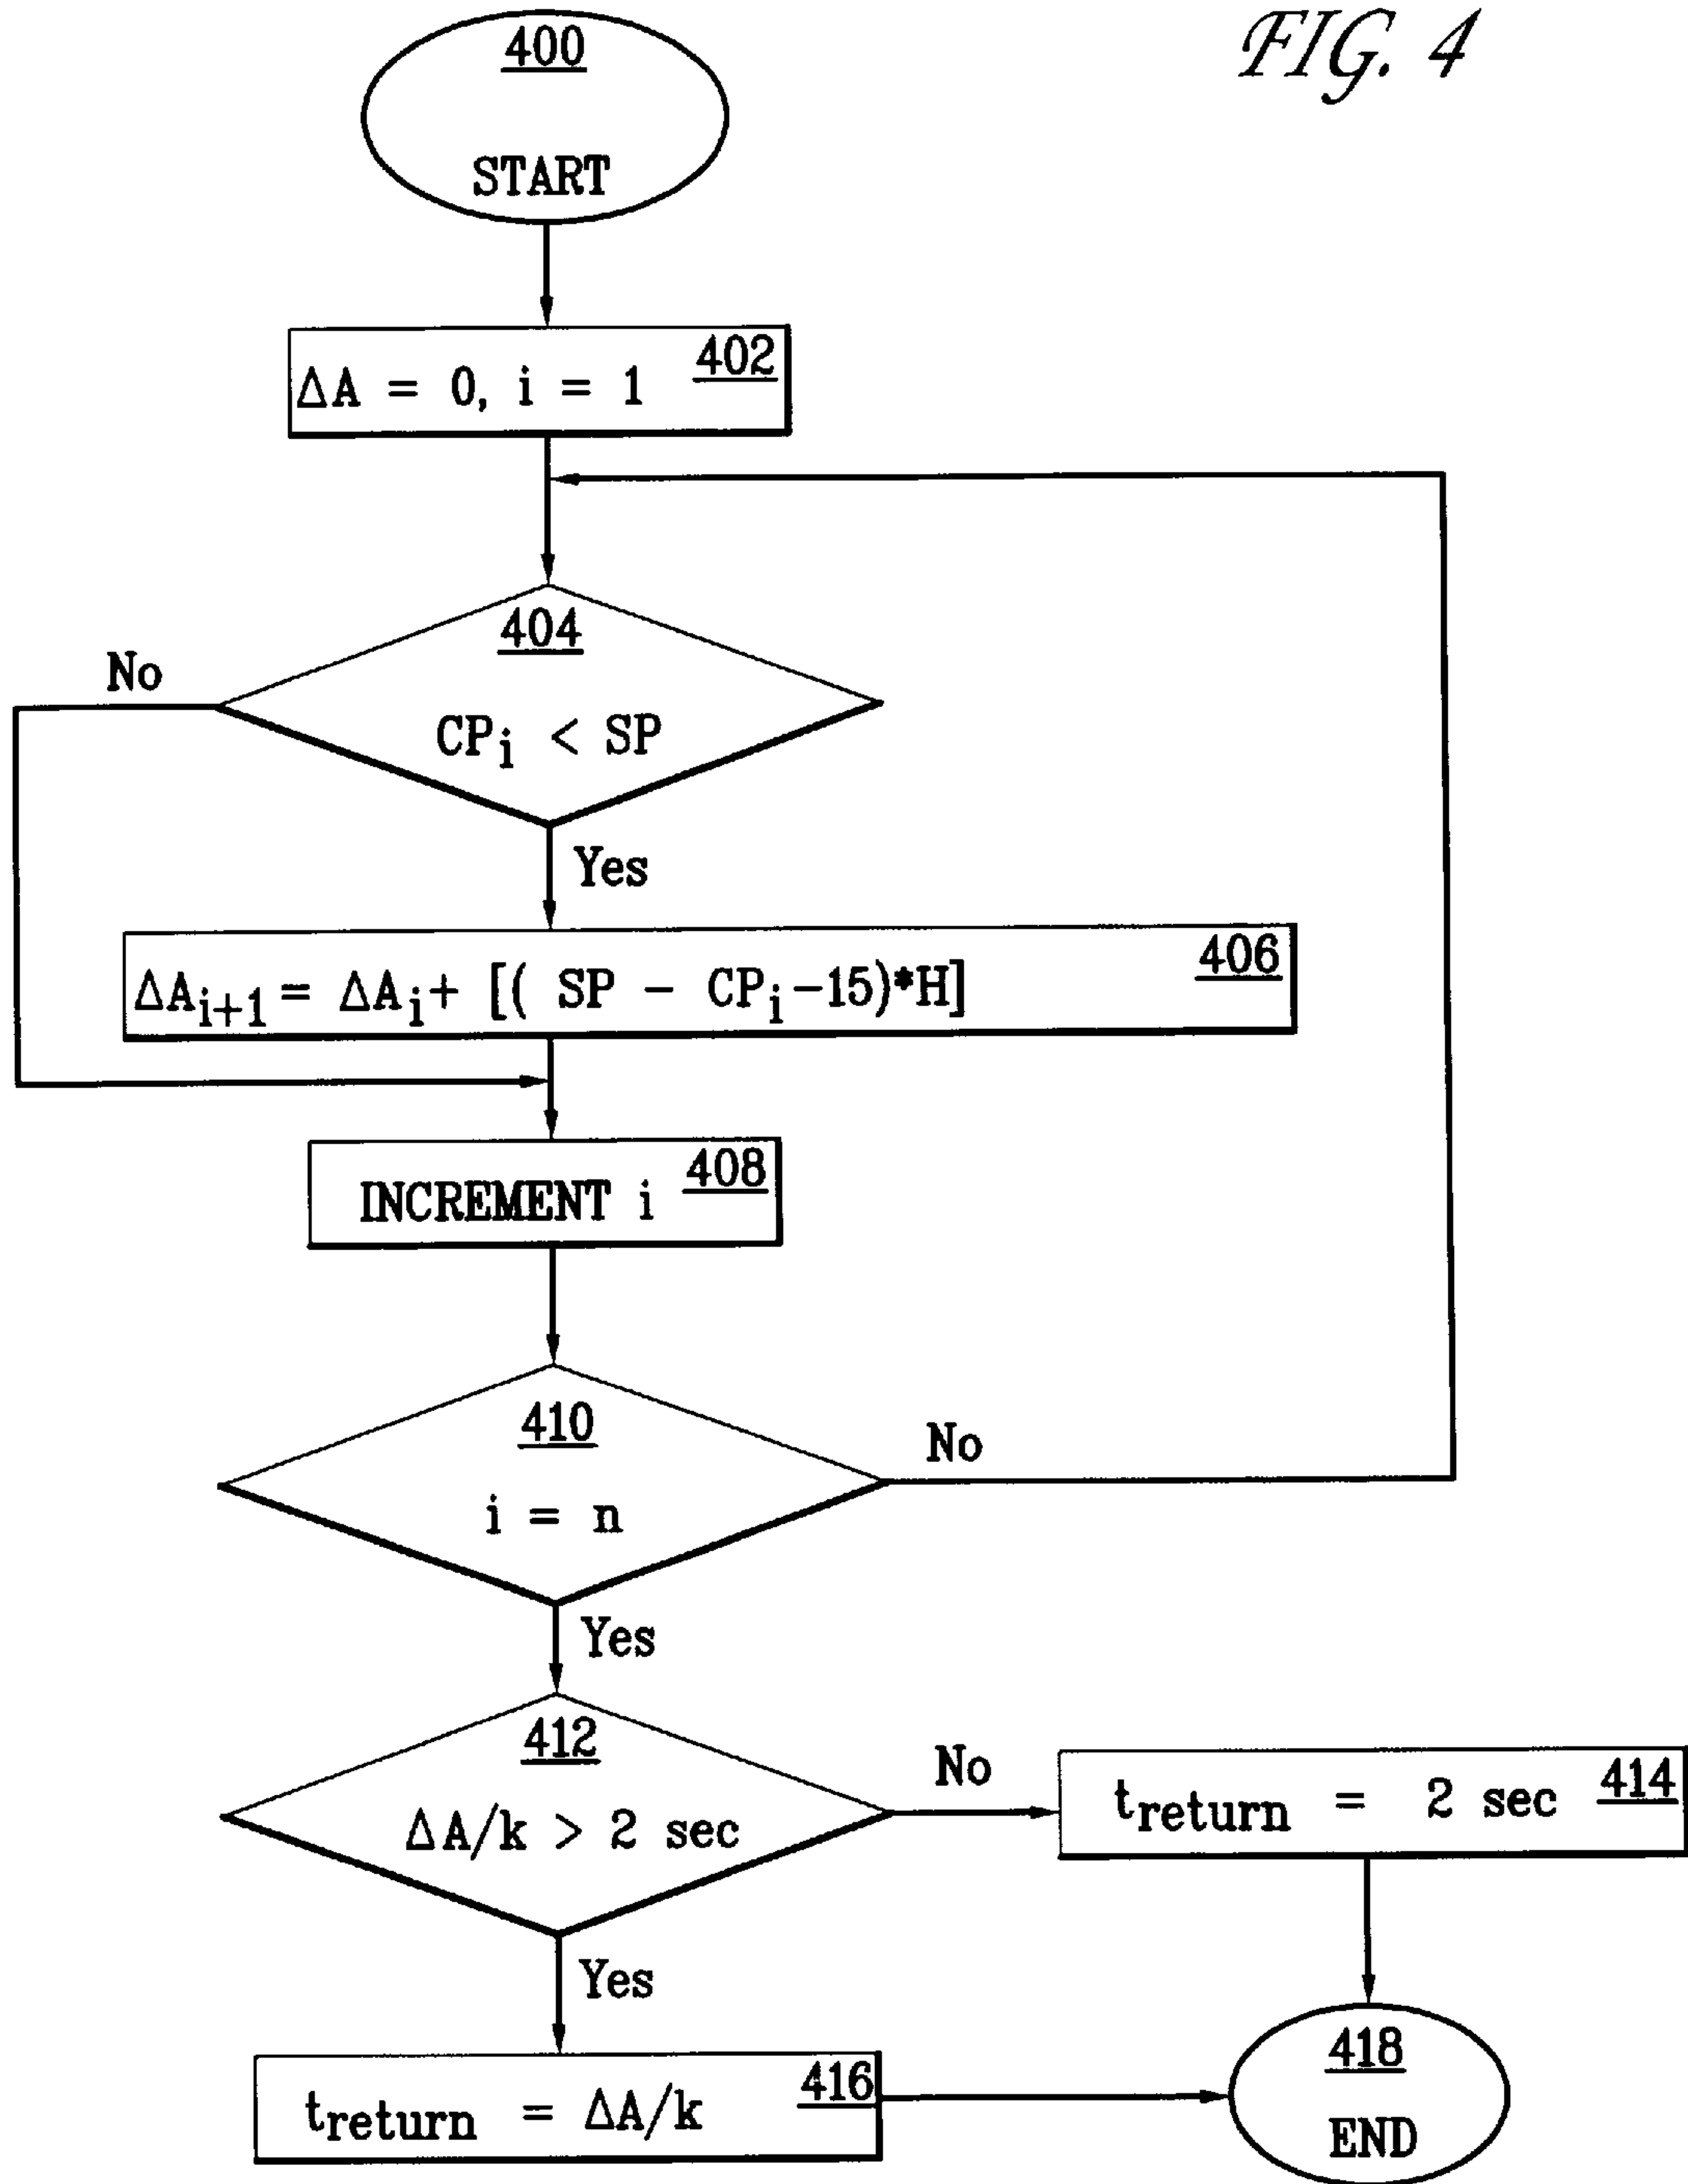 FIG. 4
400
START
402
ΔA = 0, i = 1
404
No
CPi < SP
Yes
406
ΔAi+1 = ΔAi+ [( SP - CPi-15)*H]
408
INCREMENT i
410
No
i = n
Yes
412
No
ΔA/k > 2 sec
414
treturn = 2 sec
Yes
416
treturn = ΔA/k
418
END